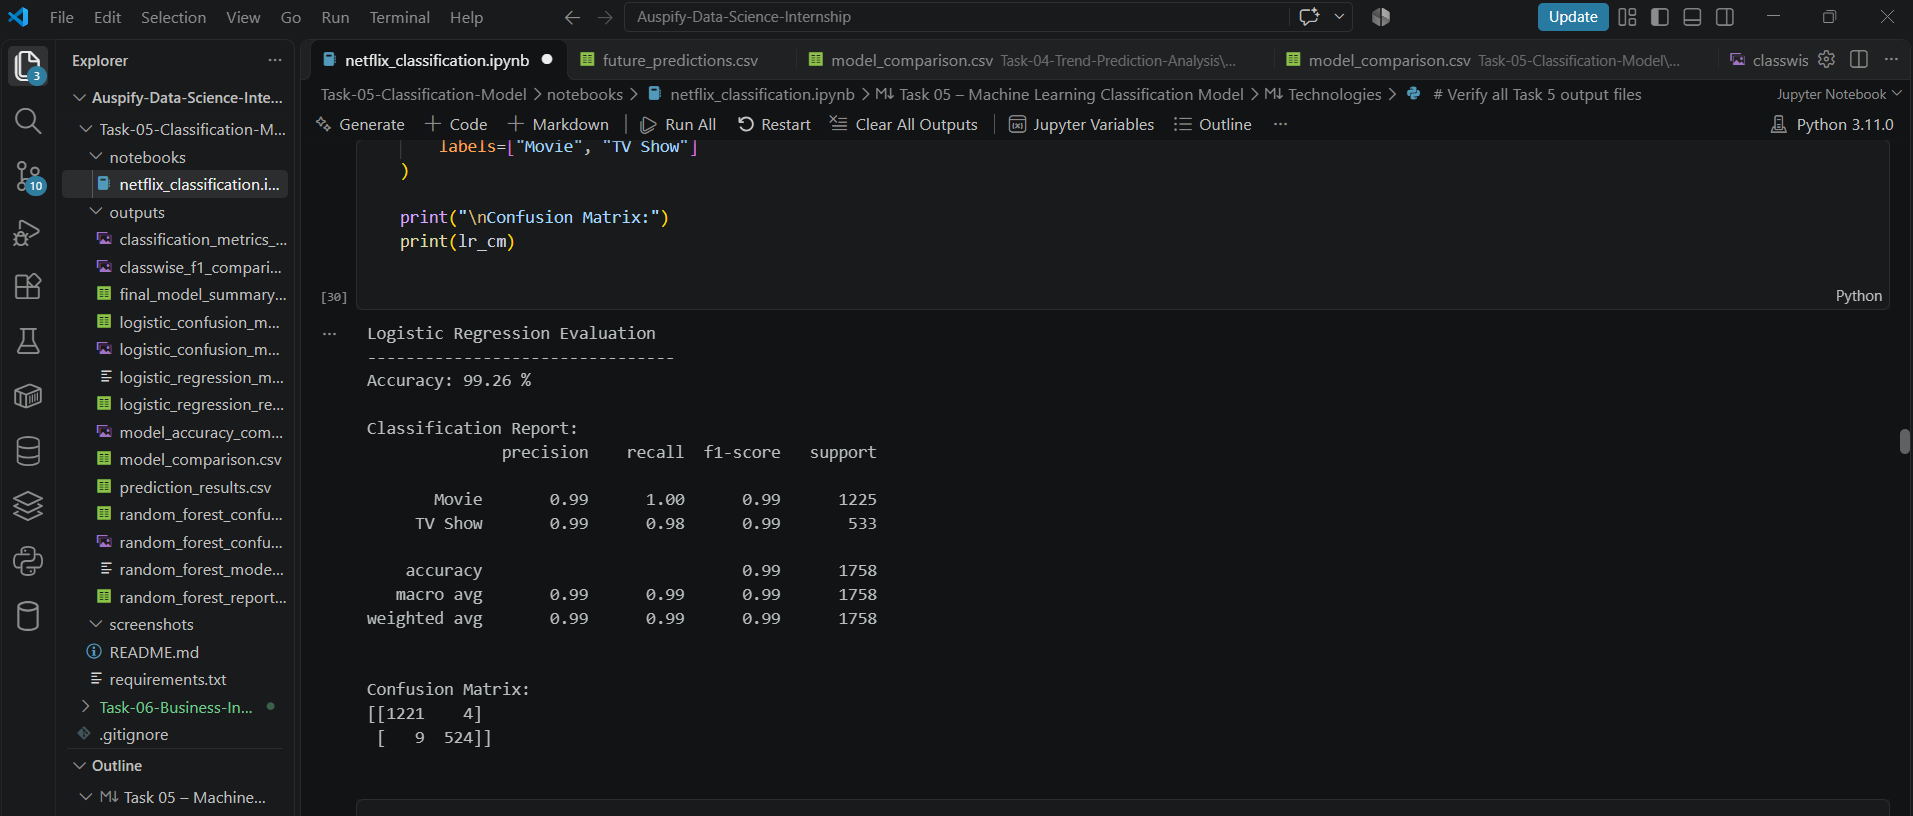 File Edit Selection View Go Run Terminal Help
Auspify-Data-Science-Internship
Update
Explorer
netflix_classification.ipynb
future_predictions.csv
model_comparison.csv Task-04-Trend-Prediction-Analysis\...
model_comparison.csv Task-05-Classification-Model\...
classwis
Task-05-Classification-Model > notebooks > netflix_classification.ipynb > M↓ Task 05 – Machine Learning Classification Model > M↓ Technologies > # Verify all Task 5 output files
Jupyter Notebook
Generate + Code + Markdown | Run All Restart Clear All Outputs | Jupyter Variables Outline ...
Python 3.11.0
3
10
Auspify-Data-Science-Inte...
Task-05-Classification-M...
notebooks
netflix_classification.i...
outputs
classification_metrics_...
classwise_f1_compari...
final_model_summary...
logistic_confusion_m...
logistic_confusion_m...
logistic_regression_m...
logistic_regression_re...
model_accuracy_com...
model_comparison.csv
prediction_results.csv
random_forest_confu...
random_forest_confu...
random_forest_mode...
random_forest_report...
screenshots
README.md
requirements.txt
Task-06-Business-In...
.gitignore
Outline
M↓ Task 05 – Machine...
labels=["Movie", "TV Show"]
)
print("\nConfusion Matrix:")
print(lr_cm)
[30]
Python
...
Logistic Regression Evaluation
--------------------------------
Accuracy: 99.26 %
Classification Report:
precision recall f1-score support
Movie 0.99 1.00 0.99 1225
TV Show 0.99 0.98 0.99 533
accuracy 0.99 1758
macro avg 0.99 0.99 0.99 1758
weighted avg 0.99 0.99 0.99 1758
Confusion Matrix:
[[1221 4]
[ 9 524]]